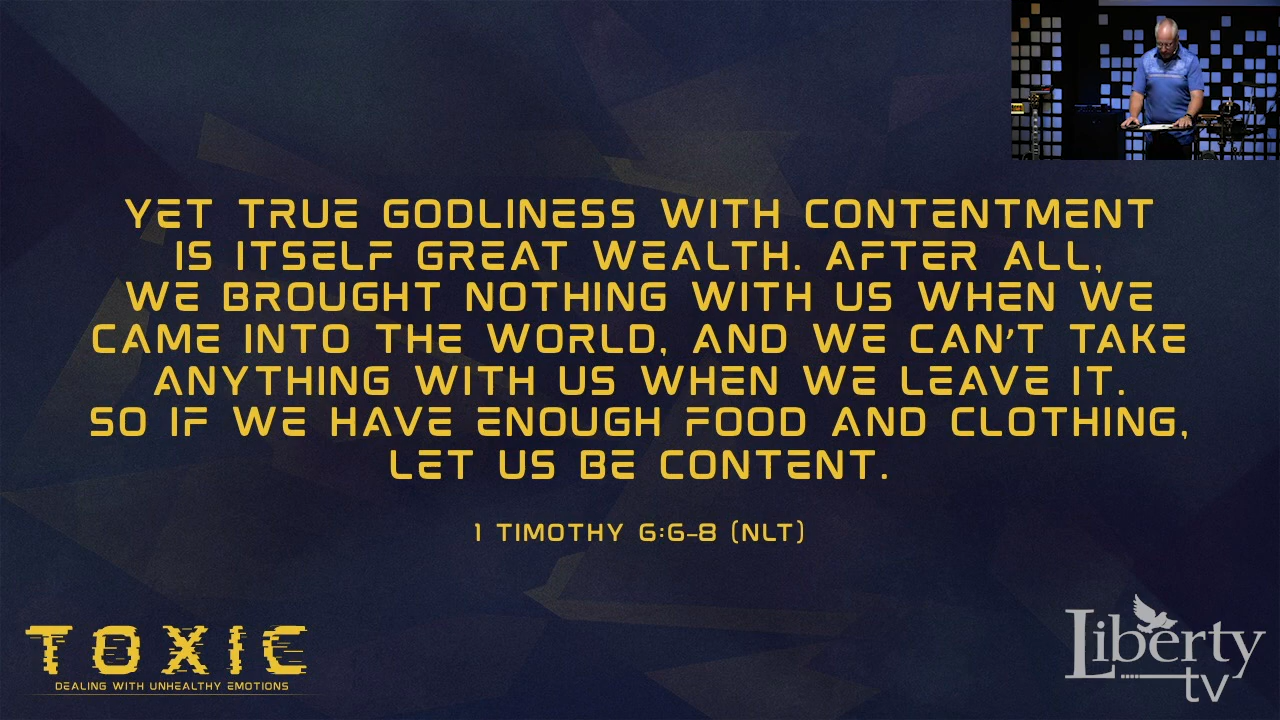 YET TRUE GODLINESS WITH CONTENTMENT
IS ITSELF GREAT WEALTH. AFTER ALL,
WE BROUGHT NOTHING WITH US WHEN WE
CAME INTO THE WORLD, AND WE CAN'T TAKE
ANYTHING WITH US WHEN WE LEAVE IT.
SO IF WE HAVE ENOUGH FOOD AND CLOTHING,
LET US BE CONTENT.
1 TIMOTHY 6:6-8 (NLT)
TOXIC
DEALING WITH UNHEALTHY EMOTIONS
Liberty
tv